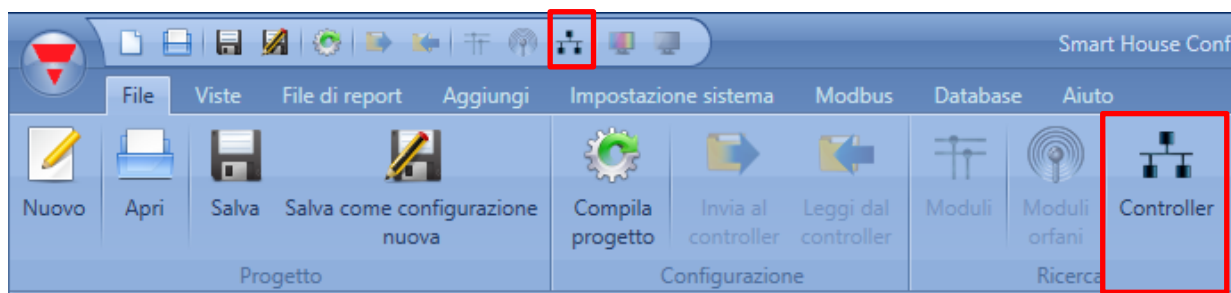 Smart House Conf
File Viste File di report Aggiungi Impostazione sistema Modbus Database Aiuto
Nuovo Apri Salva Salva come configurazione nuova Compila progetto Invia al controller Leggi dal controller Moduli Moduli orfani Controller
Progetto Configurazione Ricerca